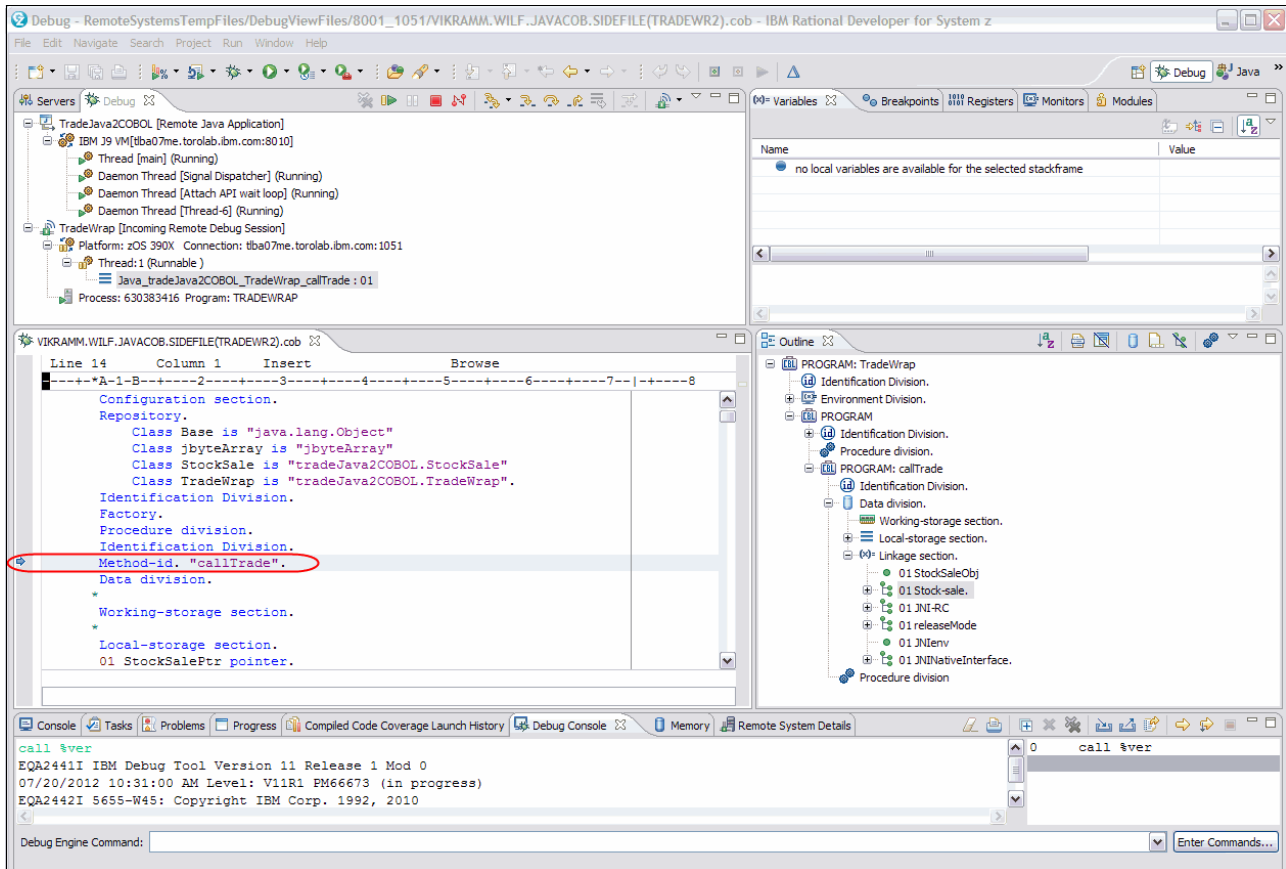 Debug - RemoteSystemsTempFiles/DebugViewFiles/8001_1051/VIKRAMM.WILF.JAVACOB.SIDEFILE(TRADEWR2).cob - IBM Rational Developer for System z
File Edit Navigate Search Project Run Window Help
Debug Java »
Servers Debug
TradeJava2COBOL [Remote Java Application]
IBM J9 VM[tlba07me.torolab.ibm.com:8010]
Thread [main] (Running)
Daemon Thread [Signal Dispatcher] (Running)
Daemon Thread [Attach API wait loop] (Running)
Daemon Thread [Thread-6] (Running)
TradeWrap [Incoming Remote Debug Session]
Platform: zOS 390X Connection: tlba07me.torolab.ibm.com:1051
Thread:1 (Runnable )
Java_tradeJava2COBOL_TradeWrap_callTrade : 01
Process: 630383416 Program: TRADEWRAP
(x)= Variables Breakpoints 1010 0101 Registers Monitors Modules
Name Value
no local variables are available for the selected stackframe
VIKRAMM.WILF.JAVACOB.SIDEFILE(TRADEWR2).cob
Line 14 Column 1 Insert Browse
----+-*A-1-B--+----2----+----3----+----4----+----5----+----6----+----7--|-+----8
Configuration section.
Repository.
Class Base is "java.lang.Object"
Class jbyteArray is "jbyteArray"
Class StockSale is "tradeJava2COBOL.StockSale"
Class TradeWrap is "tradeJava2COBOL.TradeWrap".
Identification Division.
Factory.
Procedure division.
Identification Division.
Method-id. "callTrade".
Data division.
*
Working-storage section.
*
Local-storage section.
01 StockSalePtr pointer.
Outline
PROGRAM: TradeWrap
Identification Division.
Environment Division.
PROGRAM
Identification Division.
Procedure division.
PROGRAM: callTrade
Identification Division.
Data division.
Working-storage section.
Local-storage section.
Linkage section.
01 StockSaleObj
01 Stock-sale.
01 JNI-RC
01 releaseMode
01 JNIenv
01 JNINativeInterface.
Procedure division
Console Tasks Problems Progress Compiled Code Coverage Launch History Debug Console Memory Remote System Details
call %ver
EQA2441I IBM Debug Tool Version 11 Release 1 Mod 0
07/20/2012 10:31:00 AM Level: V11R1 PM66673 (in progress)
EQA2442I 5655-W45: Copyright IBM Corp. 1992, 2010
0 call %ver
Debug Engine Command: Enter Commands...